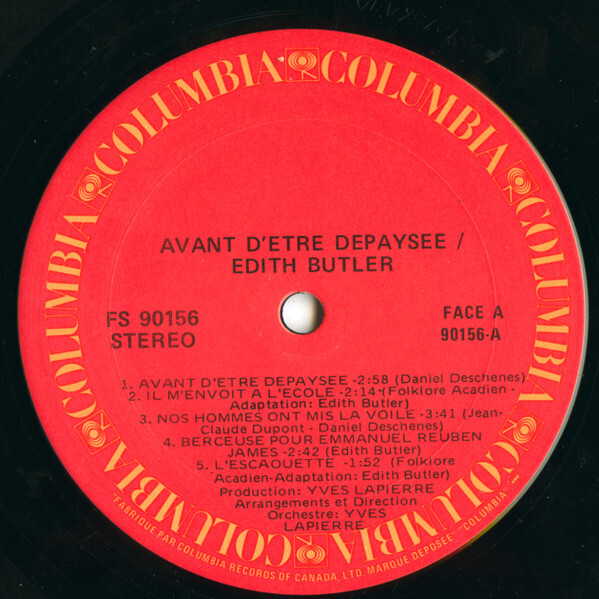 COLUMBIA COLUMBIA COLUMBIA COLUMBIA COLUMBIA COLUMBIA
AVANT D'ETRE DEPAYSEE /
EDITH BUTLER
FS 90156
STEREO
FACE A
90156-A
1. AVANT D'ETRE DEPAYSEE -2:58 (Daniel Deschenes)
2. IL M'ENVOIT A L'ECOLE - 2:14-(Folklore Acadien -
Adaptation: Edith Butler)
3. NOS HOMMES ONT MIS LA VOILE -3:41 (Jean-
Claude Dupont - Daniel Deschenes)
4. BERCEUSE POUR EMMANUEL REUBEN
JAMES -2:42 (Edith Butler)
5. L'ESCAOUETTE -1:52 (Folklore
Acadien-Adaptation: Edith Butler)
Production: YVES LAPIERRE
Arrangements et Direction
Orchestre: YVES
LAPIERRE
"FABRIQUE PAR COLUMBIA RECORDS OF CANADA, LTD. MARQUE DEPOSEE "COLUMBIA"